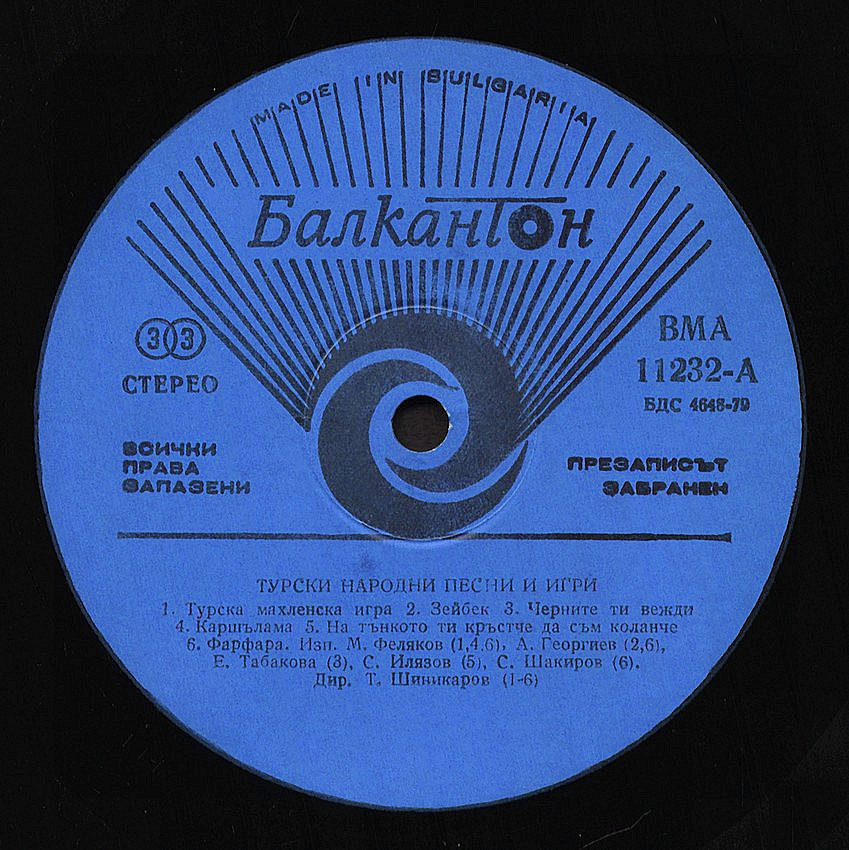 MADE IN BULGARIA
Балкантон
33
СТЕРЕО
ВМА
11232-А
БДС 4648-79
ВСИЧКИ
ПРАВА
ЗАПАЗЕНИ
ПРЕЗАПИСЪТ
ЗАБРАНЕН
ТУРСКИ НАРОДНИ ПЕСНИ И ИГРИ
1. Турска махленска игра 2. Зейбек 3. Черните ти вежди
4. Каршълама 5. На тънкото ти кръстче да съм коланче
6. Фарфара. Изп. М. Феляков (1,4,6), А. Георгиев (2,6),
Е. Табакова (3), С. Илязов (5), С. Шакиров (6).
Дир. Т. Шиникаров (1-6)